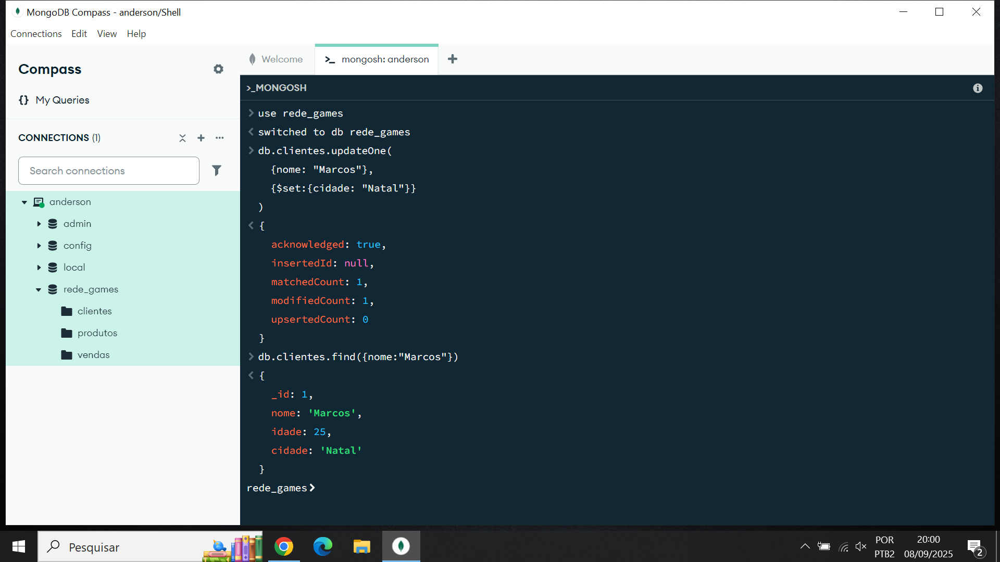 MongoDB Compass - anderson/Shell
Connections Edit View Help
Compass
{} My Queries
CONNECTIONS (1)
Search connections
anderson
admin
config
local
rede_games
clientes
produtos
vendas
Welcome
>_ mongosh: anderson
>_MONGOSH
> use rede_games
< switched to db rede_games
> db.clientes.updateOne(
{nome: "Marcos"},
{$set:{cidade: "Natal"}}
)
< {
acknowledged: true,
insertedId: null,
matchedCount: 1,
modifiedCount: 1,
upsertedCount: 0
}
> db.clientes.find({nome:"Marcos"})
< {
_id: 1,
nome: 'Marcos',
idade: 25,
cidade: 'Natal'
}
rede_games>
Pesquisar
POR
PTB2
20:00
08/09/2025
2